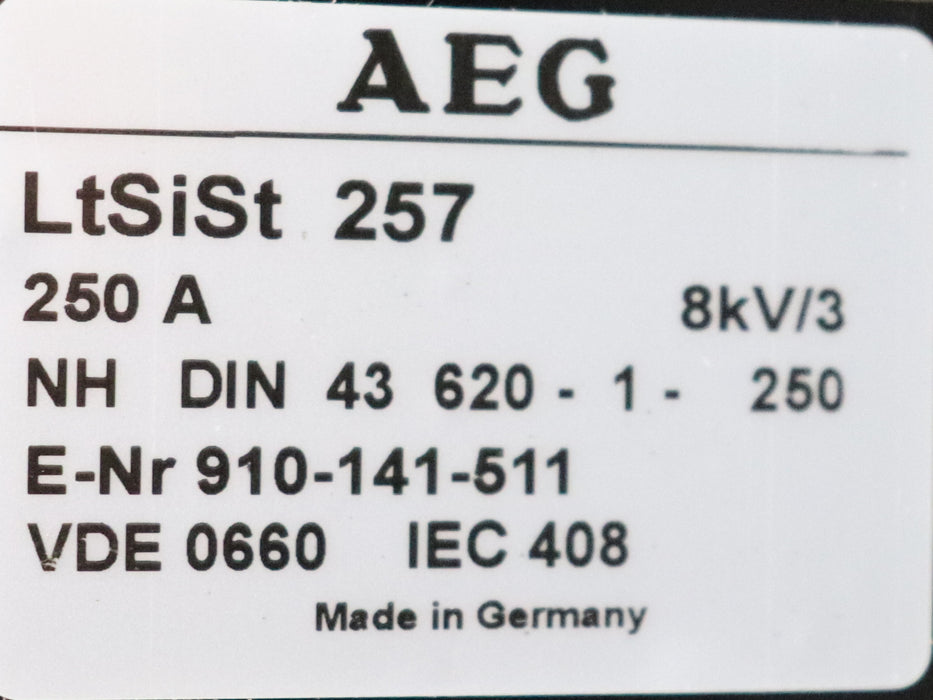 AEG
LtSiSt 257
250 A 8kV/3
NH DIN 43 620 - 1 - 250
E-Nr 910-141-511
VDE 0660 IEC 408
Made in Germany